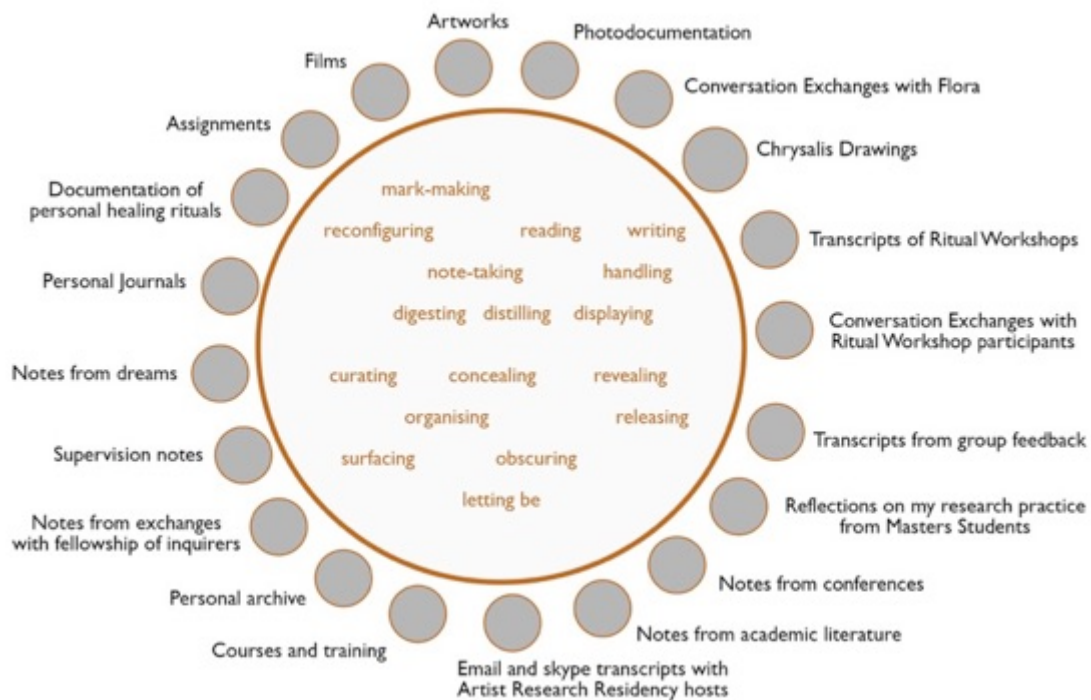 Artworks
Photodocumentation
Films
Conversation Exchanges with Flora
Assignments
Chrysalis Drawings
Documentation of
personal healing rituals
Transcripts of Ritual Workshops
Personal Journals
Conversation Exchanges with
Ritual Workshop participants
Notes from dreams
Transcripts from group feedback
Supervision notes
Reflections on my research practice
from Masters Students
Notes from exchanges
with fellowship of inquirers
Notes from conferences
Personal archive
Notes from academic literature
Courses and training
Email and skype transcripts with
Artist Research Residency hosts
mark-making
reconfiguring reading writing
note-taking handling
digesting distilling displaying
curating concealing revealing
organising releasing
surfacing obscuring
letting be